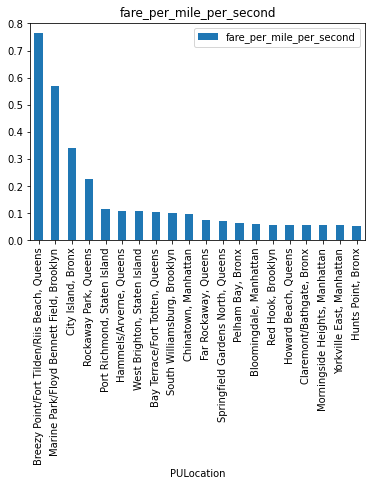 fare_per_mile_per_second
fare_per_mile_per_second
0.8
0.7
0.6
0.5
0.4
0.3
0.2
0.1
0.0
Breezy Point/Fort Tilden/Riis Beach, Queens
Marine Park/Floyd Bennett Field, Brooklyn
City Island, Bronx
Rockaway Park, Queens
Port Richmond, Staten Island
Hammels/Arverne, Queens
West Brighton, Staten Island
Bay Terrace/Fort Totten, Queens
South Williamsburg, Brooklyn
Chinatown, Manhattan
Far Rockaway, Queens
Springfield Gardens North, Queens
Pelham Bay, Bronx
Bloomingdale, Manhattan
Red Hook, Brooklyn
Howard Beach, Queens
Claremont/Bathgate, Bronx
Morningside Heights, Manhattan
Yorkville East, Manhattan
Hunts Point, Bronx
PULocation